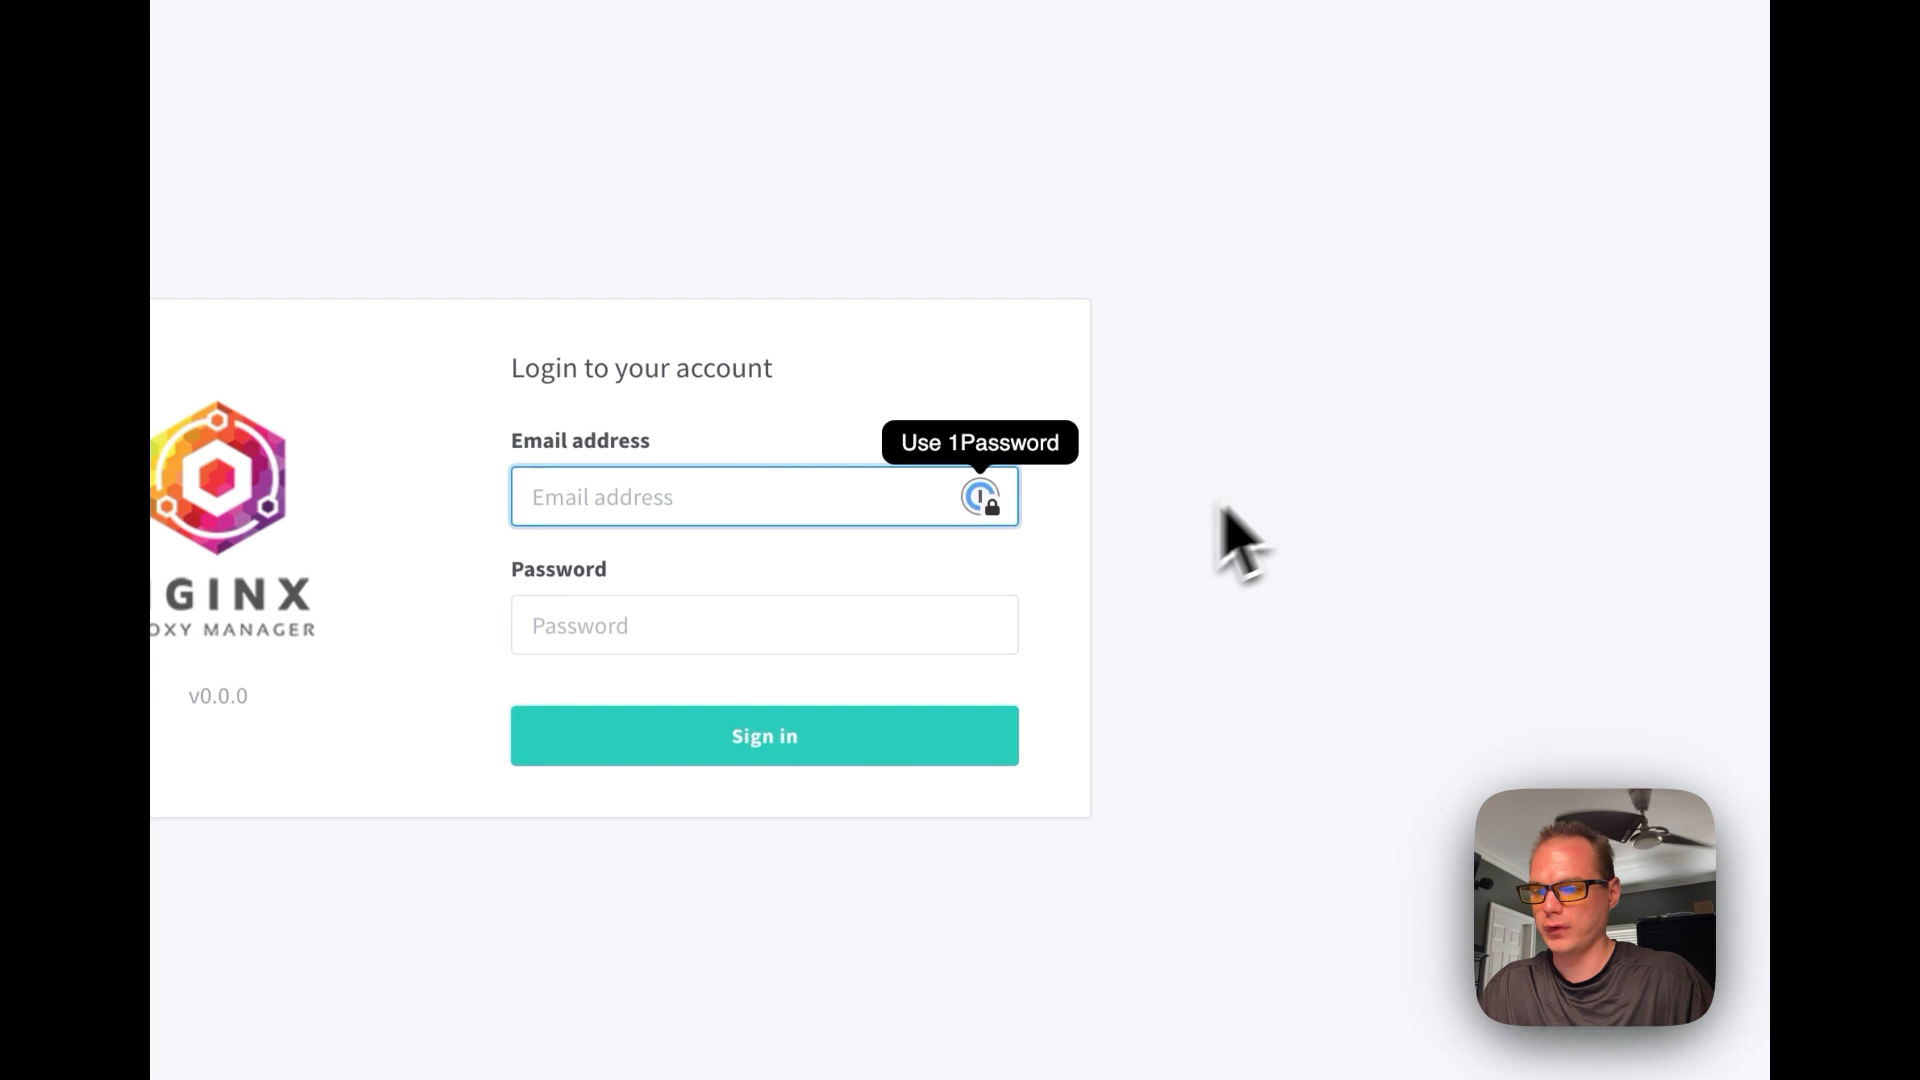 Login to your account
Email address
Use 1Password
Email address
Password
Password
Sign in
GINX
OXY MANAGER
v0.0.0